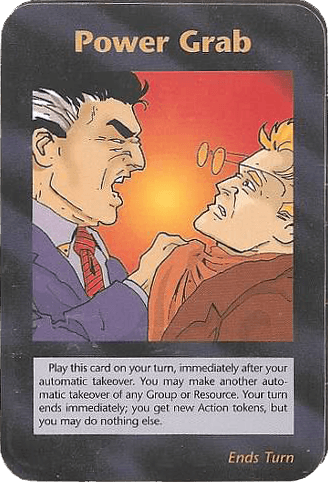 Power Grab
Play this card on your turn, immediately after your
automatic takeover. You may make another auto-
matic takeover of any Group or Resource. Your turn
ends immediately; you get new Action tokens, but
you may do nothing else.
Ends Turn